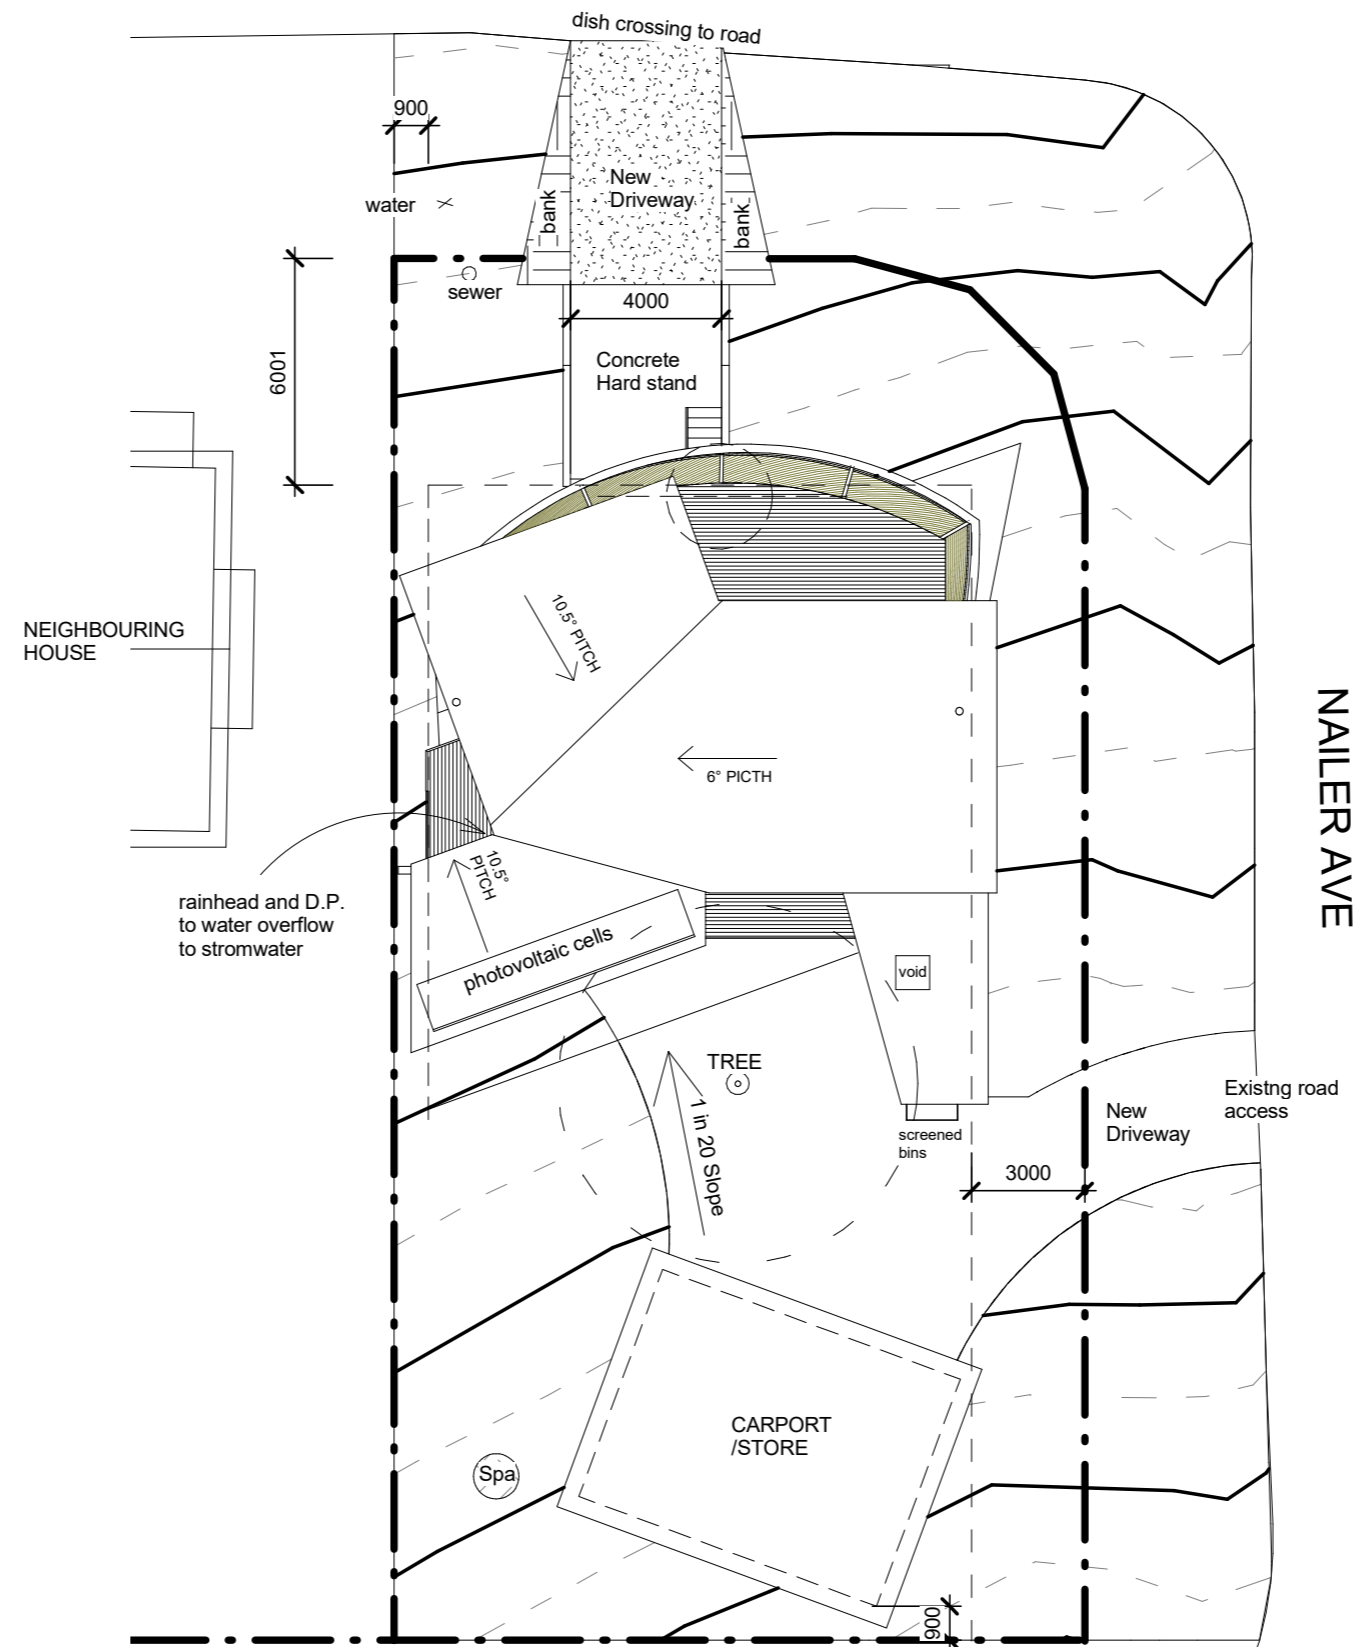 dish crossing to road
900
New
Driveway
bank
bank
water
sewer
4000
6001
Concrete
Hard stand
NEIGHBOURING
HOUSE
10.5° PITCH
6° PICTH
NAILER AVE
10.5°
PITCH
rainhead and D.P.
to water overflow
to stromwater
photovoltaic cells
void
TREE
1 in 20 Slope
screened
bins
New
Driveway
Existng road
access
3000
CARPORT
/STORE
Spa
900